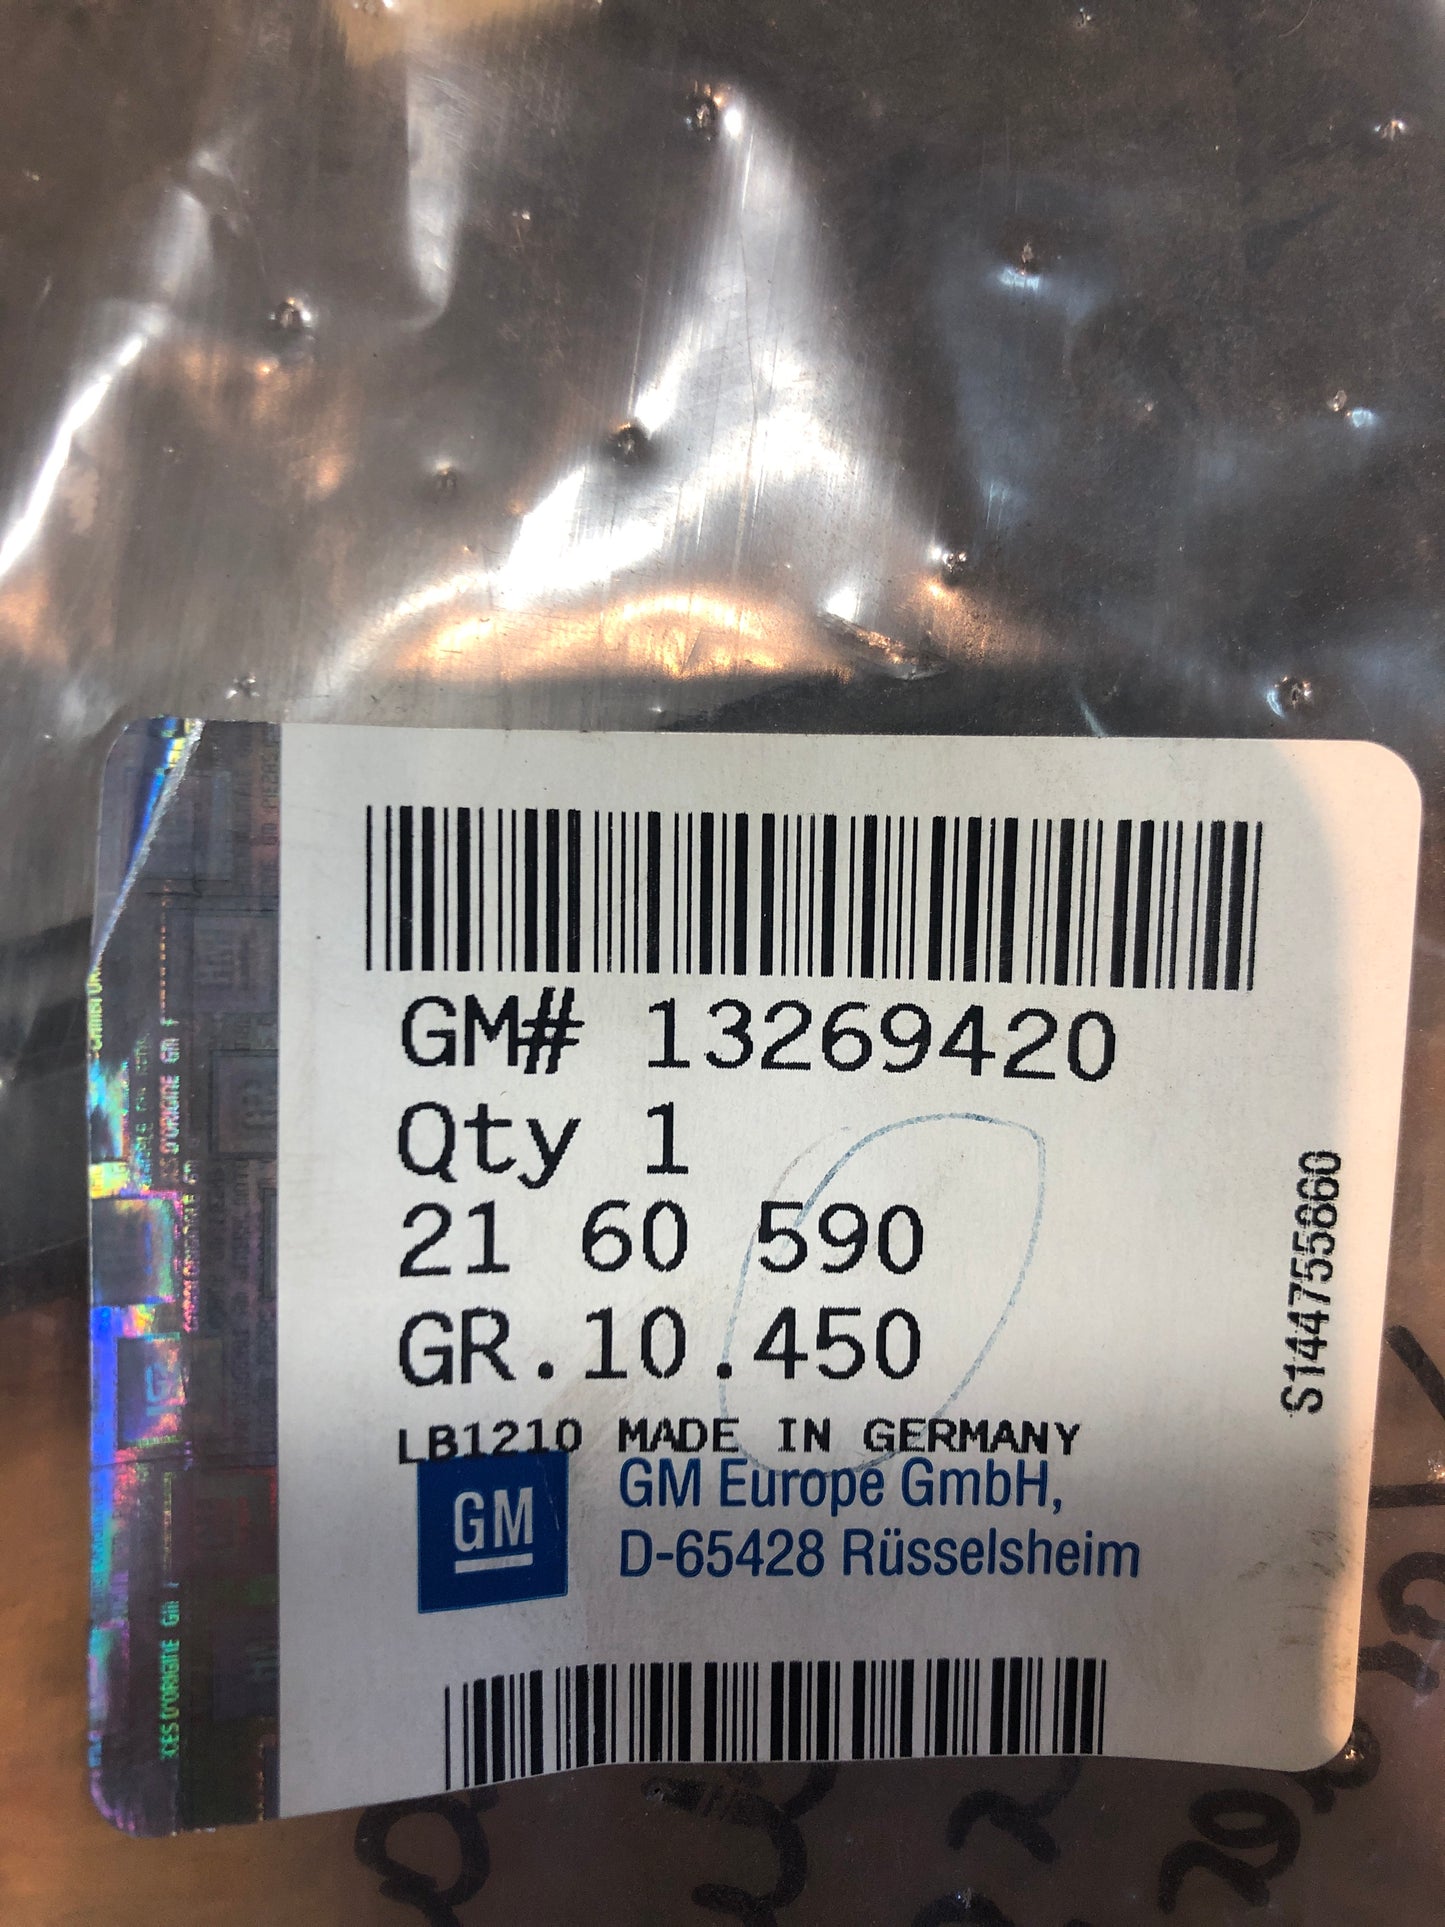 GM# 13269420
Qty 1
21 60 590
GR.10.450
LB1210 MADE IN GERMANY
GM
GM Europe GmbH,
D-65428 Rüsselsheim
S144755860